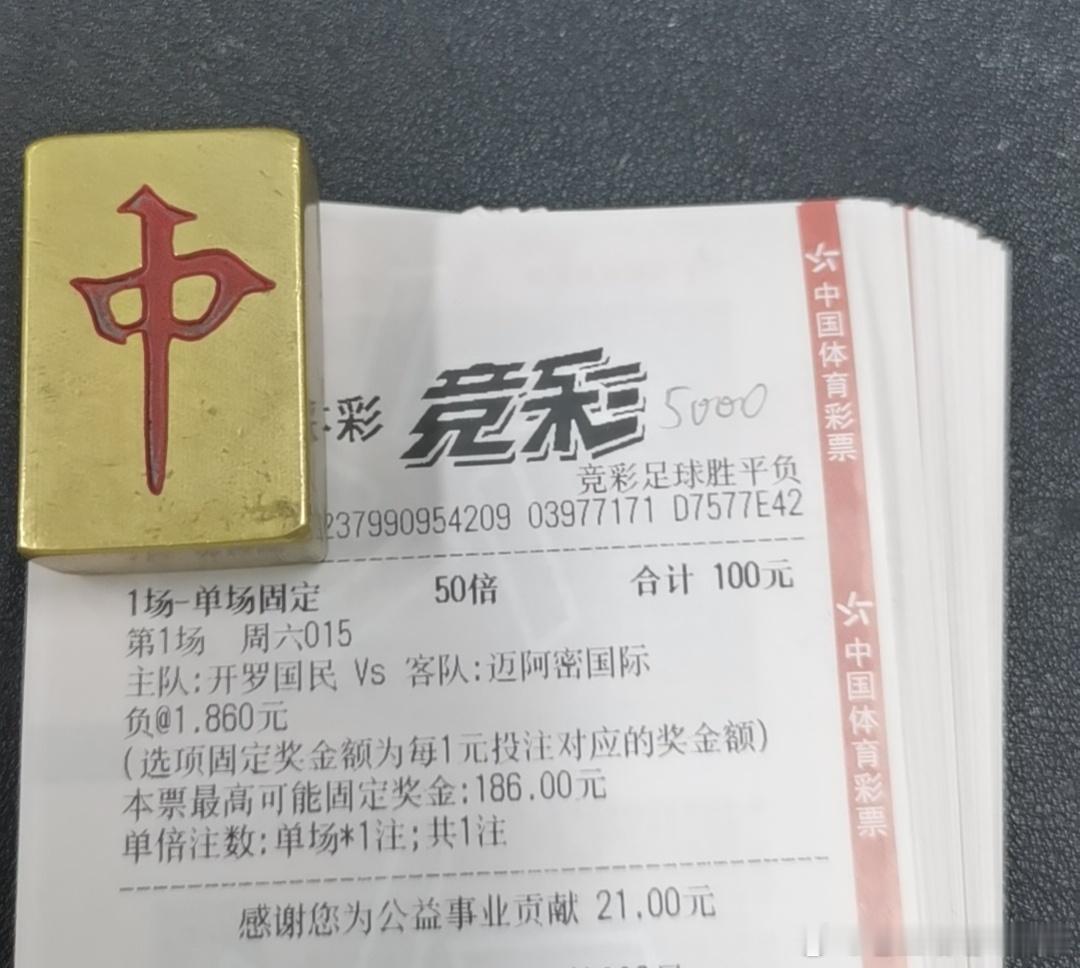 中
彩 竞彩 5000
竞彩足球胜平负
237990954209 03977171 D7577E42
1场-单场固定 50倍 合计 100元
第1场 周六015
主队:开罗国民 Vs 客队:迈阿密国际
负@1.860元
(选项固定奖金额为每1元投注对应的奖金额)
本票最高可能固定奖金:186.00元
单倍注数:单场*1注;共1注
感谢您为公益事业贡献 21.00元
中国体育彩票
中国体育彩票